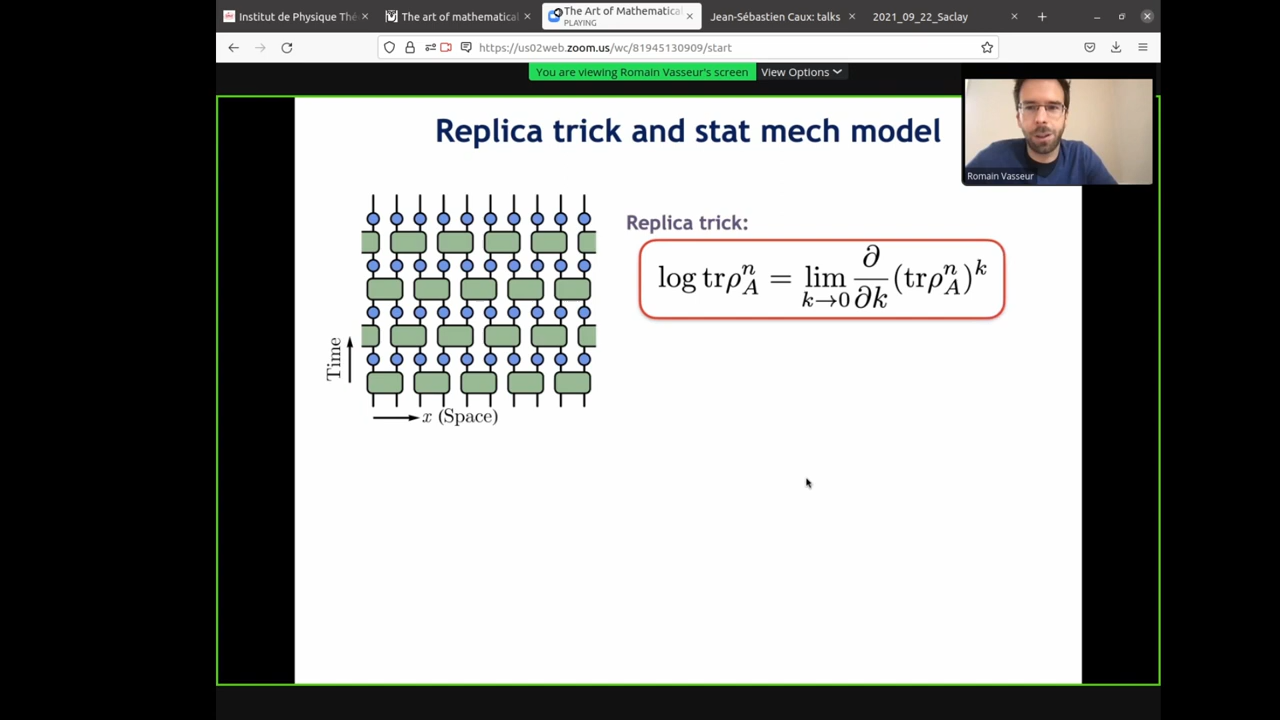 Institut de Physique Thé
The art of mathematical
The Art of Mathematica
PLAYING
Jean-Sébastien Caux: talks
2021_09_22_Saclay
https://us02web.zoom.us/wc/81945130909/start
You are viewing Romain Vasseur's screen
View Options
Replica trick and stat mech model
Romain Vasseur
Replica trick:
log trρ_A^n = lim_{k→0} ∂/∂k (trρ_A^n)^k
Time
x (Space)